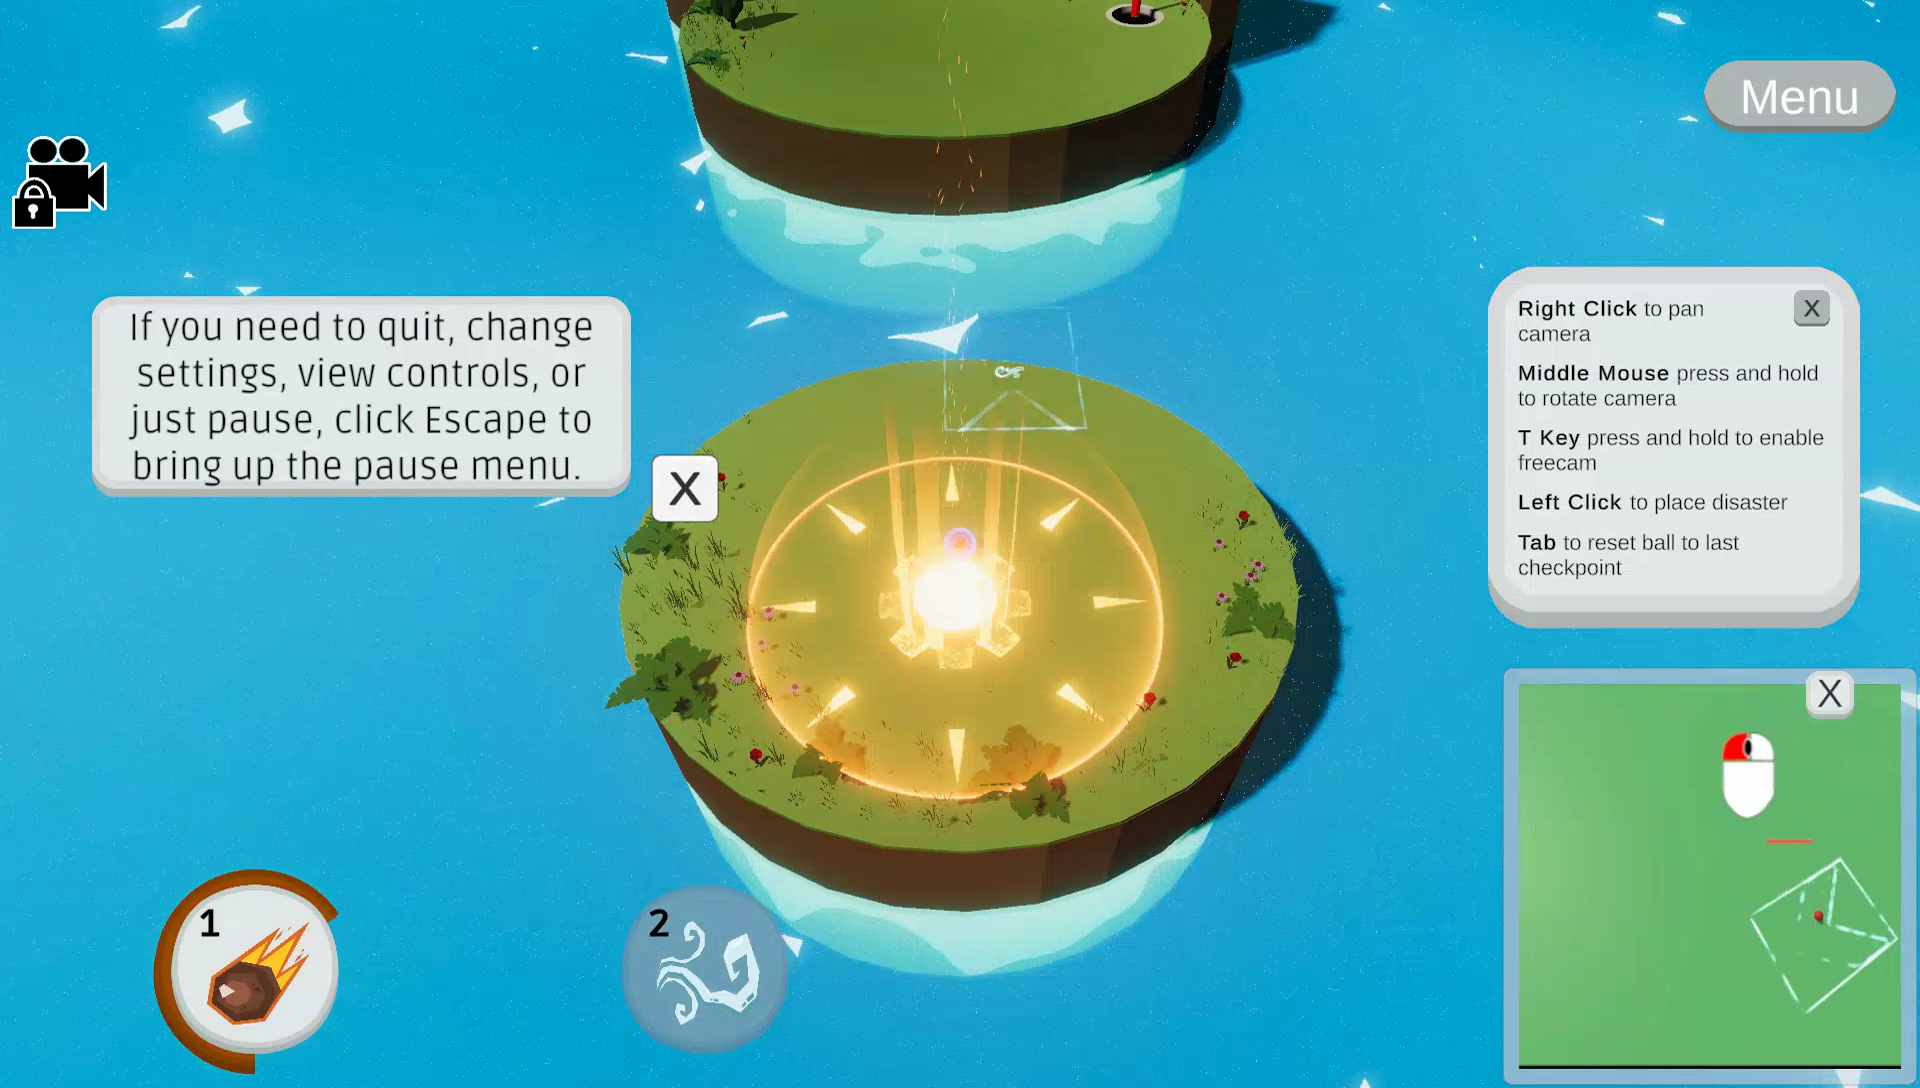 Menu
If you need to quit, change
settings, view controls, or
just pause, click Escape to
bring up the pause menu.
X
Right Click to pan
camera
X
Middle Mouse press and hold
to rotate camera
T Key press and hold to enable
freecam
Left Click to place disaster
Tab to reset ball to last
checkpoint
X
1
2